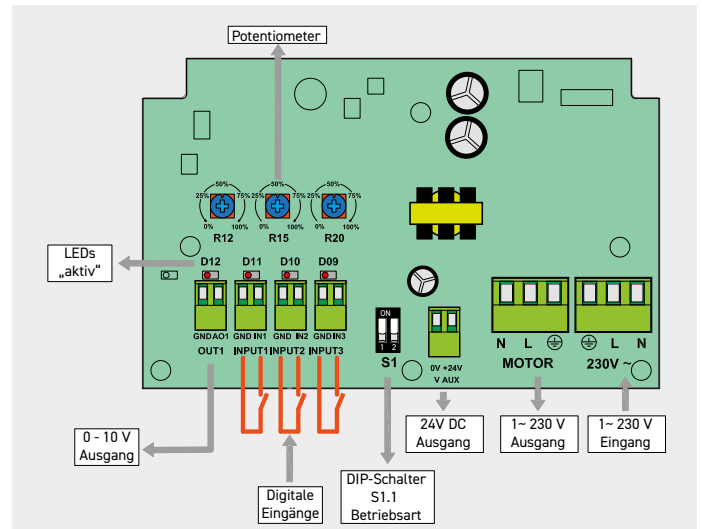 Potentiometer
50% 50% 50%
25% 75% 25% 75% 25% 75%
0% 100% 0% 100% 0% 100%
R12 R15 R20
LEDs
„aktiv“
D12 D11 D10 D09
GND AO1 GND IN1 GND IN2 GND IN3
OUT1 INPUT1 INPUT2 INPUT3
ON
1 2
S1
0V +24V
V AUX
N L
MOTOR
L N
230V ~
0 - 10 V
Ausgang
Digitale
Eingänge
DIP-Schalter
S1.1
Betriebsart
24V DC
Ausgang
1~ 230 V
Ausgang
1~ 230 V
Eingang